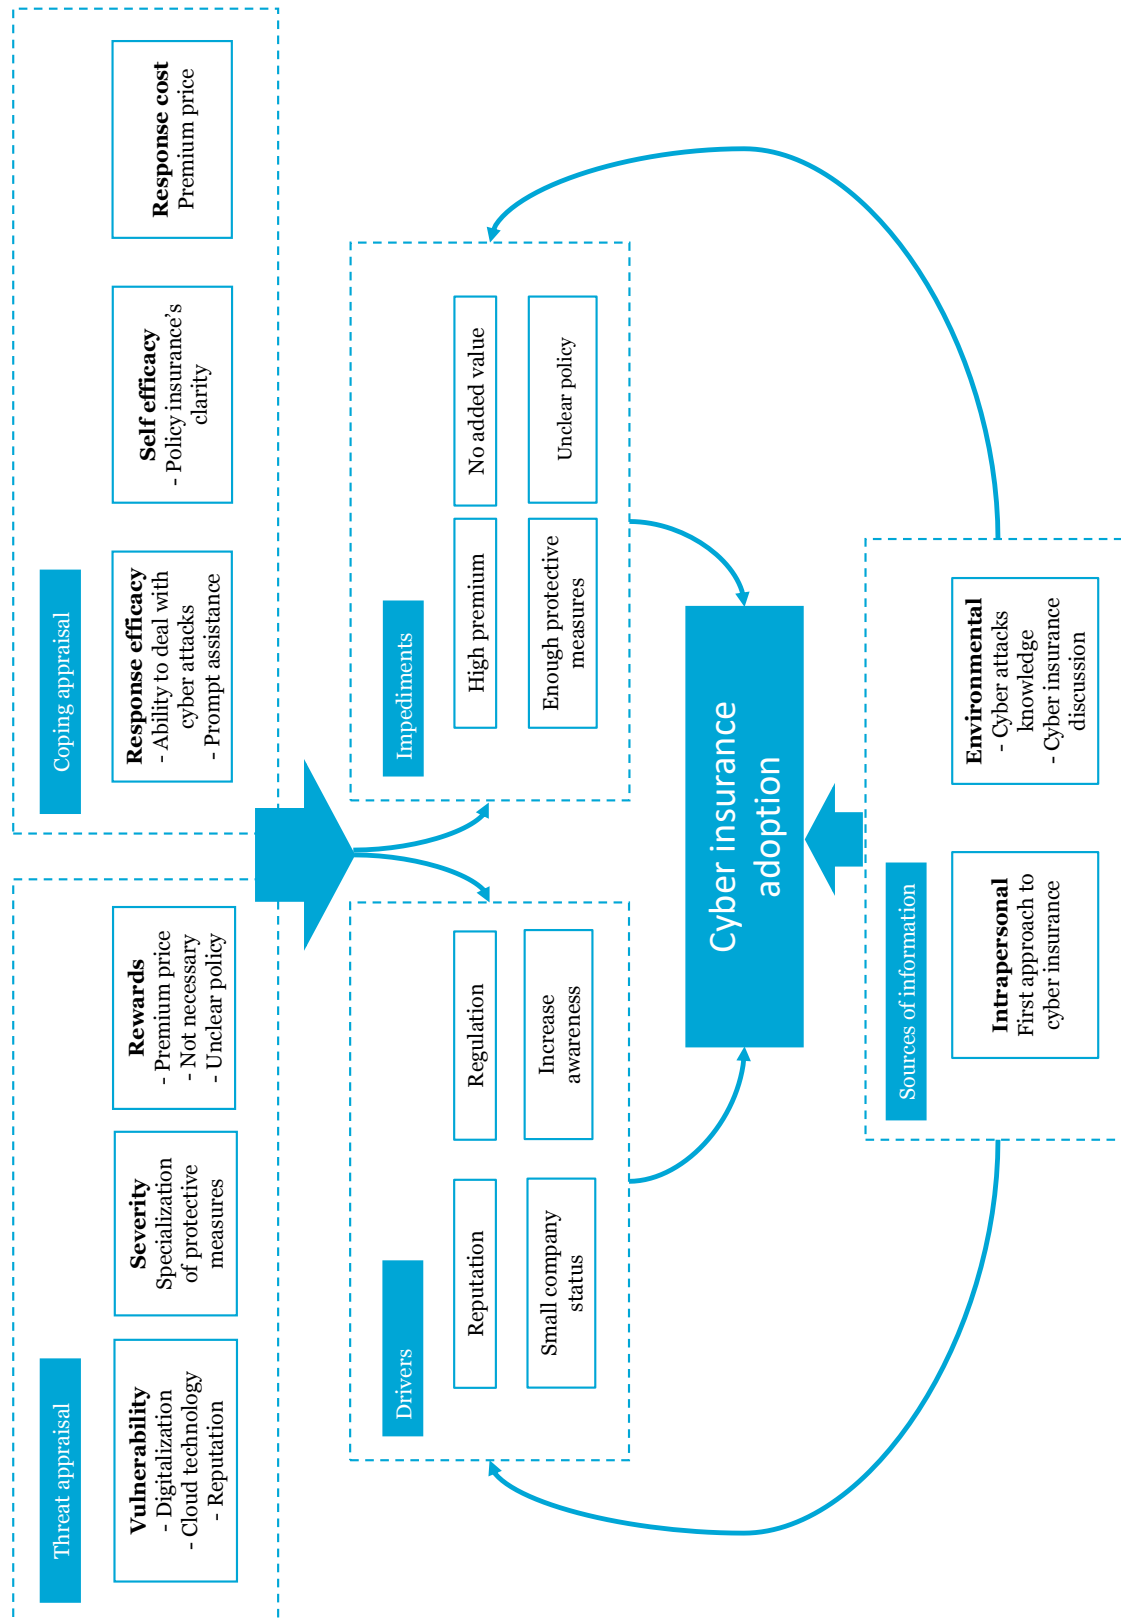 Threat appraisal
Vulnerability
- Digitalization
- Cloud technology
- Reputation
Severity
Specialization
of protective
measures
Rewards
- Premium price
- Not necessary
- Unclear policy
Coping appraisal
Response efficacy
- Ability to deal with
cyber attacks
- Prompt assistance
Self efficacy
- Policy insurance’s
clarity
Response cost
Premium price
Drivers
Reputation
Regulation
Small company
status
Increase
awareness
Impediments
High premium
No added value
Enough protective
measures
Unclear policy
Cyber insurance
adoption
Sources of information
Intrapersonal
First approach to
cyber insurance
Environmental
- Cyber attacks
knowledge
- Cyber insurance
discussion